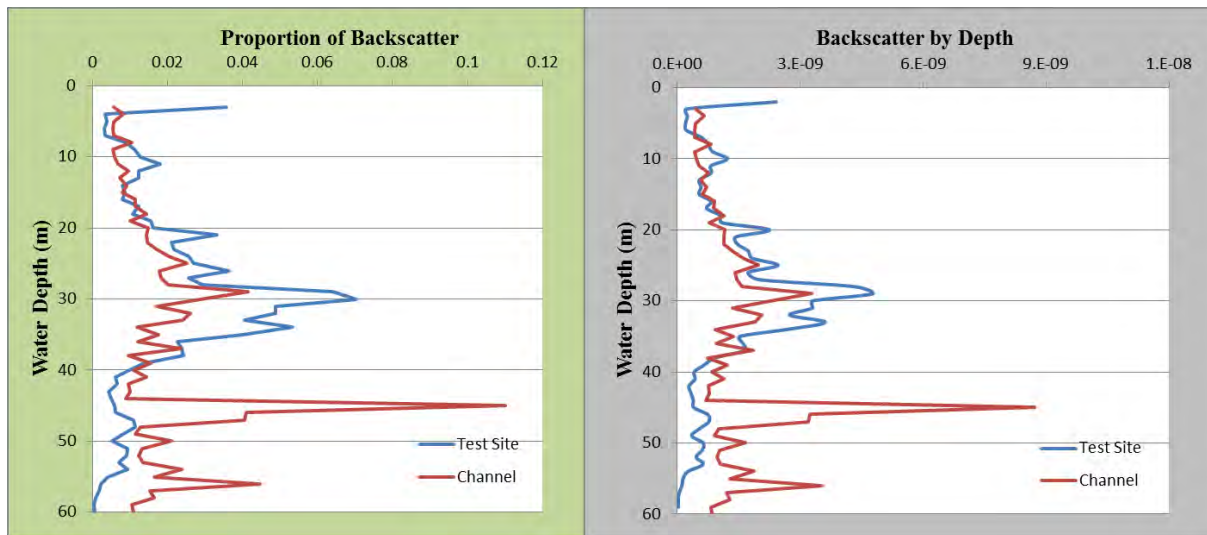 Proportion of Backscatter
0 0.02 0.04 0.06 0.08 0.1 0.12
0
10
20
30
40
50
60
Water Depth (m)
Test Site
Channel
Backscatter by Depth
0.E+00 3.E-09 6.E-09 9.E-09 1.E-08
0
10
20
30
40
50
60
Water Depth (m)
Test Site
Channel